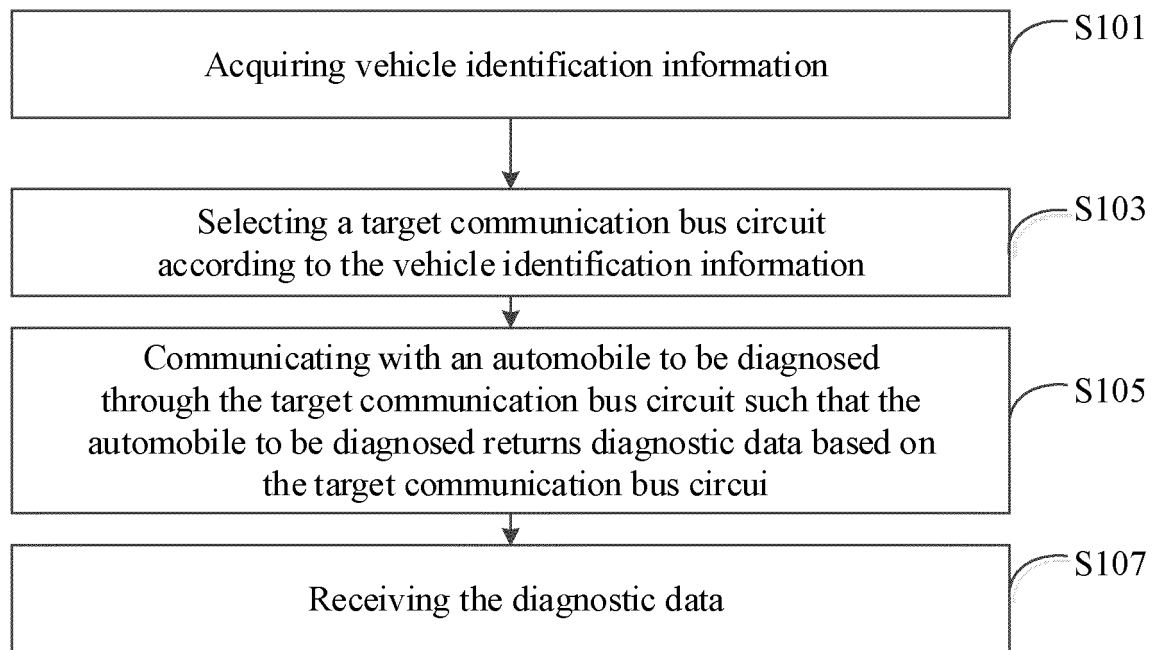 Acquiring vehicle identification information
S101
Selecting a target communication bus circuit
according to the vehicle identification information
S103
Communicating with an automobile to be diagnosed
through the target communication bus circuit such that the
automobile to be diagnosed returns diagnostic data based on
the target communication bus circui
S105
Receiving the diagnostic data
S107